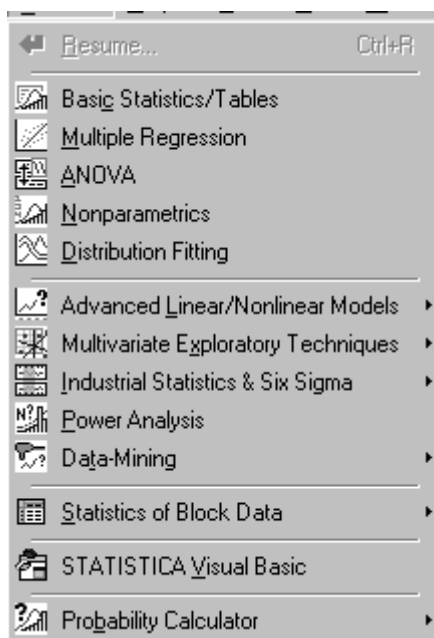 Resume... Ctrl+R
Basic Statistics/Tables
Multiple Regression
ANOVA
Nonparametrics
Distribution Fitting
Advanced Linear/Nonlinear Models
Multivariate Exploratory Techniques
Industrial Statistics & Six Sigma
Power Analysis
Data-Mining
Statistics of Block Data
STATISTICA Visual Basic
Probability Calculator